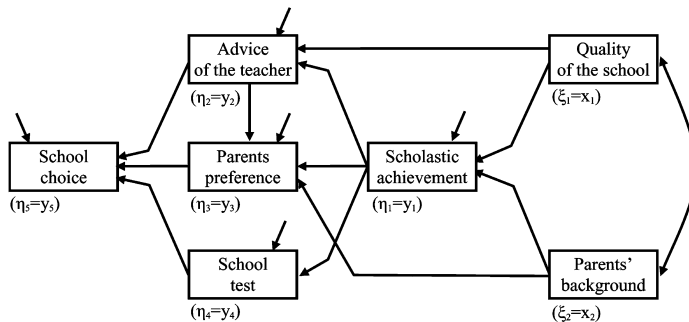 Advice
of the teacher
(η₂=y₂)
Quality
of the school
(ξ₁=x₁)
School
choice
(η₅=y₅)
Parents
preference
(η₃=y₃)
Scholastic
achievement
(η₁=y₁)
School
test
(η₄=y₄)
Parents’
background
(ξ₂=x₂)